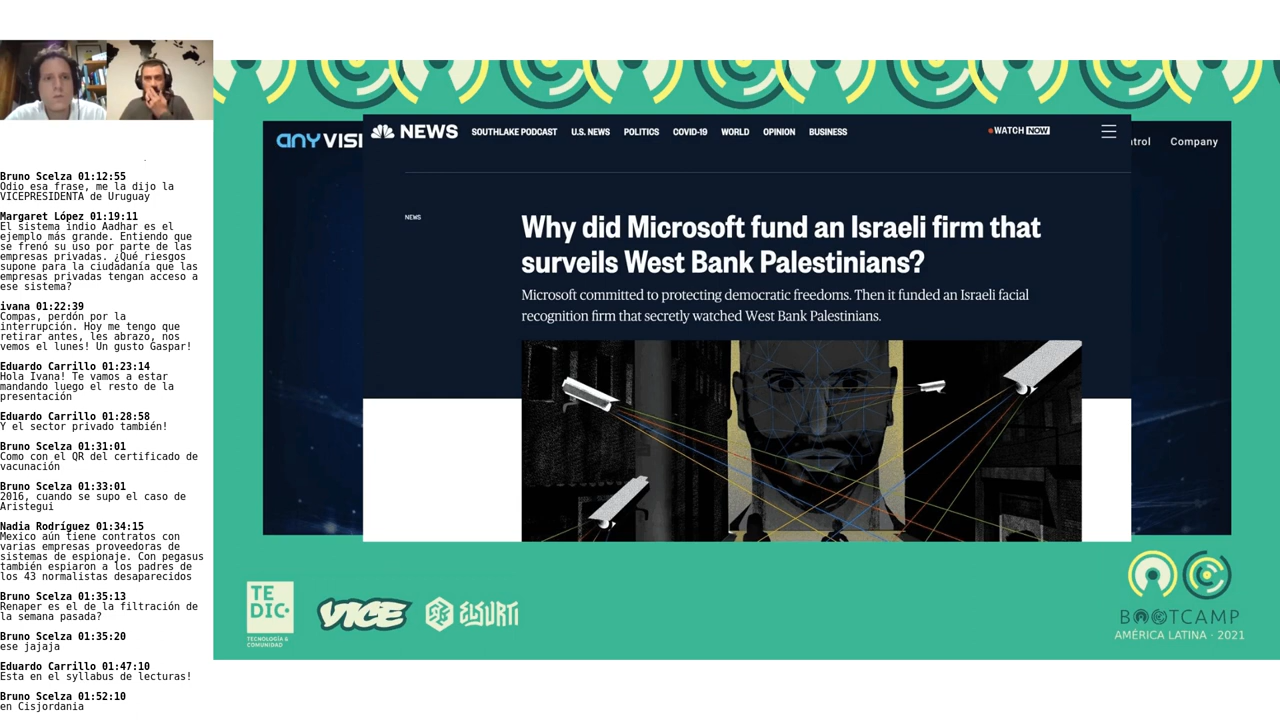 Bruno Scelza 01:12:55
Odio esa frase, me la dijo la
VICEPRESIDENTA de Uruguay
Margaret López 01:19:11
El sistema indio Aadhar es el
ejemplo más grande. Entiendo que
se frenó su uso por parte de las
empresas privadas. ¿Qué riesgos
supone para la ciudadanía que las
empresas privadas tengan acceso a
ese sistema?
ivana 01:22:39
Compas, perdón por la
interrupción. Hoy me tengo que
retirar antes, les abrazo, nos
vemos el lunes! Un gusto Gaspar!
Eduardo Carrillo 01:23:14
Hola Ivana! Te vamos a estar
mandando luego el resto de la
presentación
Eduardo Carrillo 01:28:58
Y el sector privado también!
Bruno Scelza 01:31:01
Como con el QR del certificado de
vacunación
Bruno Scelza 01:33:01
2016, cuando se supo el caso de
Aristegui
Nadia Rodríguez 01:34:15
Mexico aún tiene contratos con
varias empresas proveedoras de
sistemas de espionaje. Con pegasus
también espiaron a los padres de
los 43 normalistas desaparecidos
Bruno Scelza 01:35:13
Renaper es el de la filtración de
la semana pasada?
Bruno Scelza 01:35:20
ese jajaja
Eduardo Carrillo 01:47:10
Esta en el syllabus de lecturas!
Bruno Scelza 01:52:10
en Cisjordania
anyVISI
NEWS SOUTHLAKE PODCAST U.S. NEWS POLITICS COVID-19 WORLD OPINION BUSINESS WATCH NOW
ntrol Company
NEWS
Why did Microsoft fund an Israeli firm that
surveils West Bank Palestinians?
Microsoft committed to protecting democratic freedoms. Then it funded an Israeli facial
recognition firm that secretly watched West Bank Palestinians.
TE
DIC
TECNOLOGÍA &
COMUNIDAD
VICE
ELSURTI
BOOTCAMP
AMÉRICA LATINA · 2021